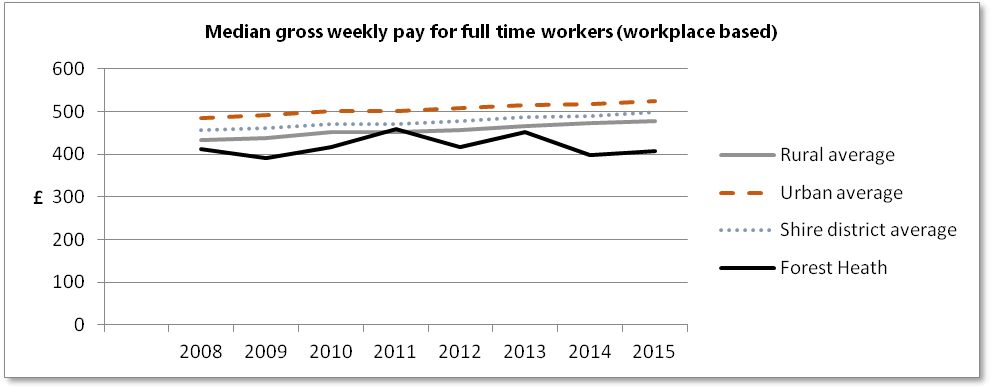 Median gross weekly pay for full time workers (workplace based)
600
500
400
300
200
100
0
£
2008 2009 2010 2011 2012 2013 2014 2015
Rural average
Urban average
Shire district average
Forest Heath